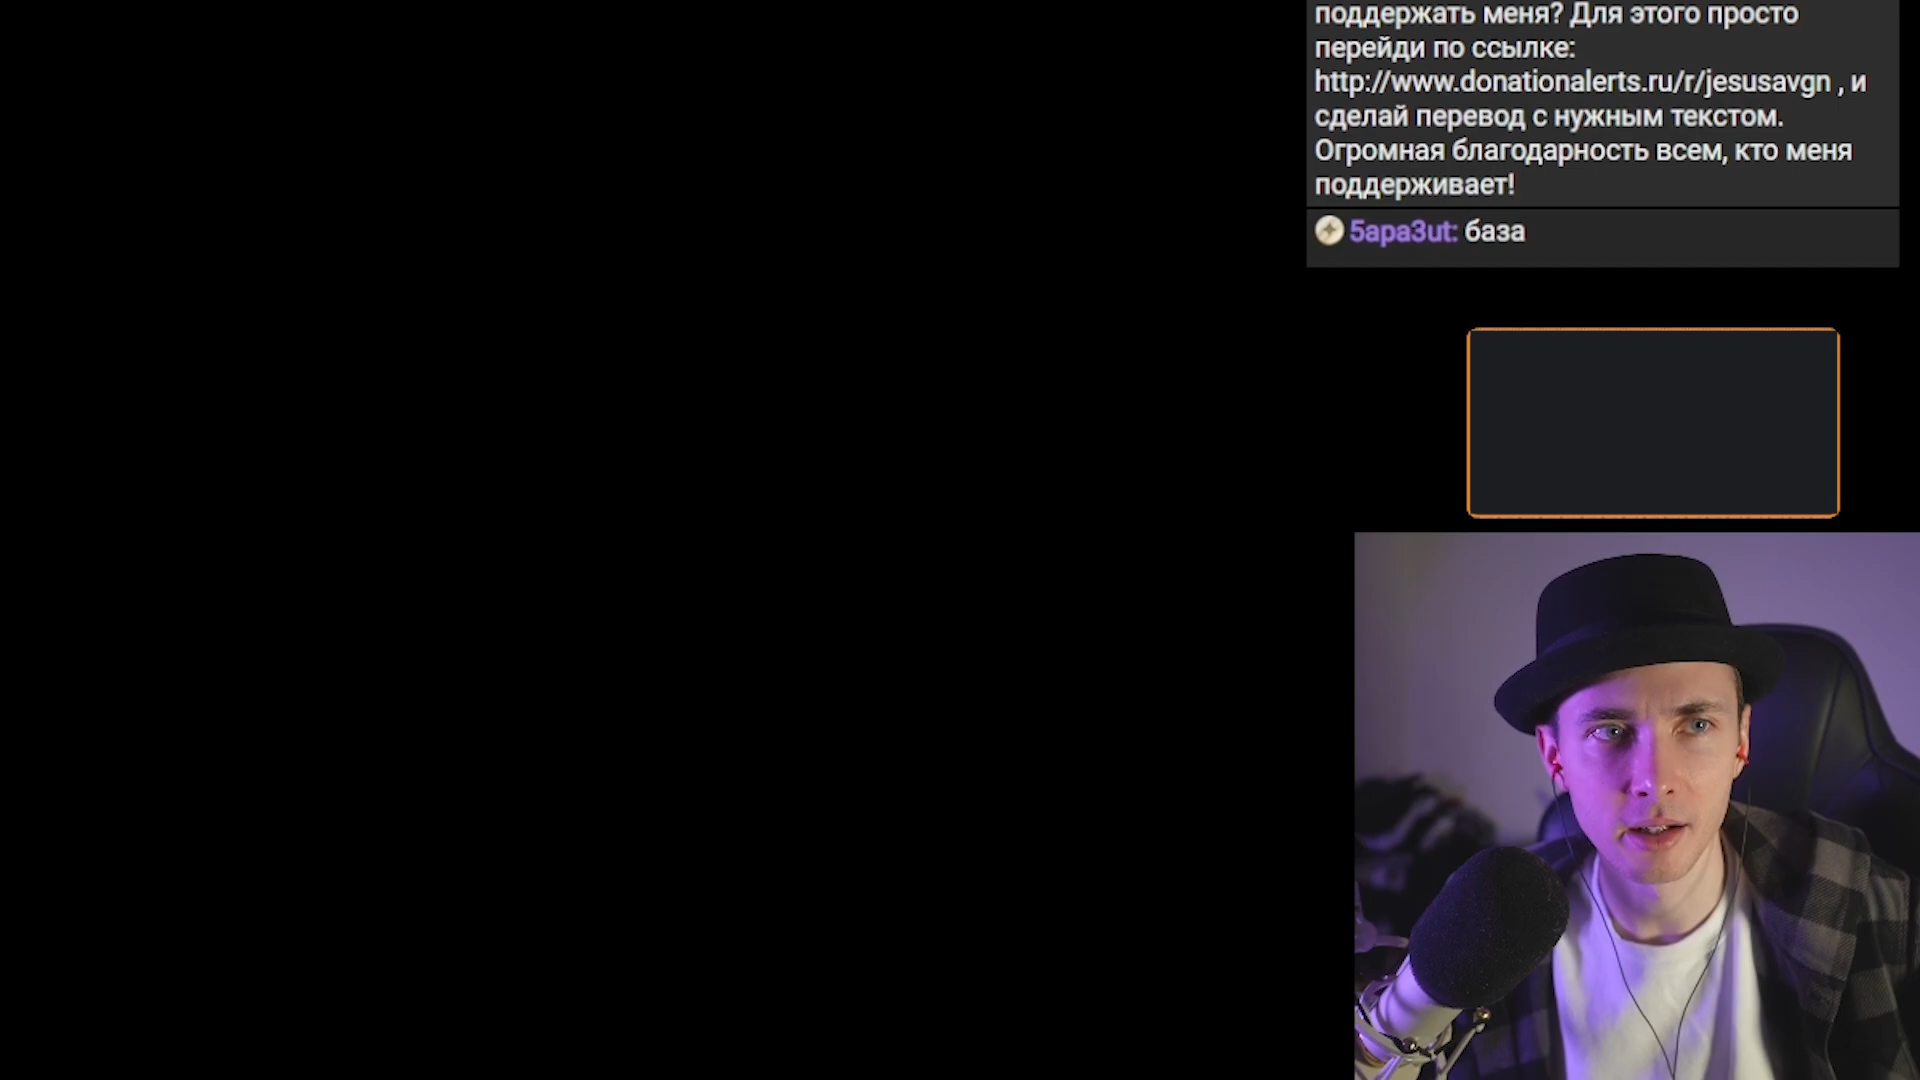 поддержать меня? Для этого просто
перейди по ссылке:
http://www.donationalerts.ru/r/jesusavgn , и
сделай перевод с нужным текстом.
Огромная благодарность всем, кто меня
поддерживает!
5apa3ut: база